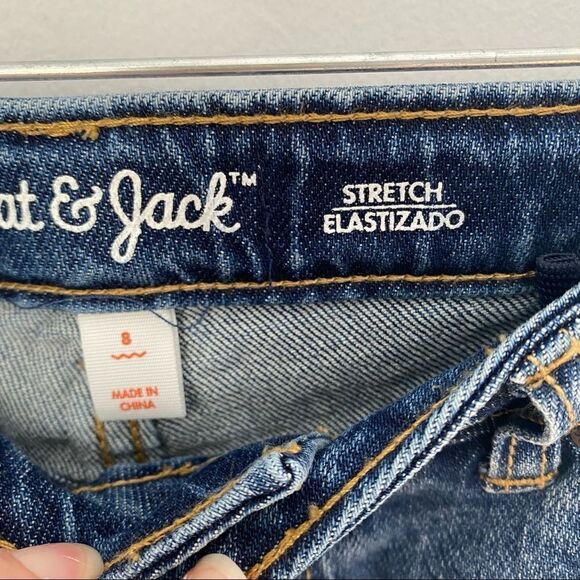 at & Jack™
STRETCH
ELASTIZADO
8
MADE IN
CHINA